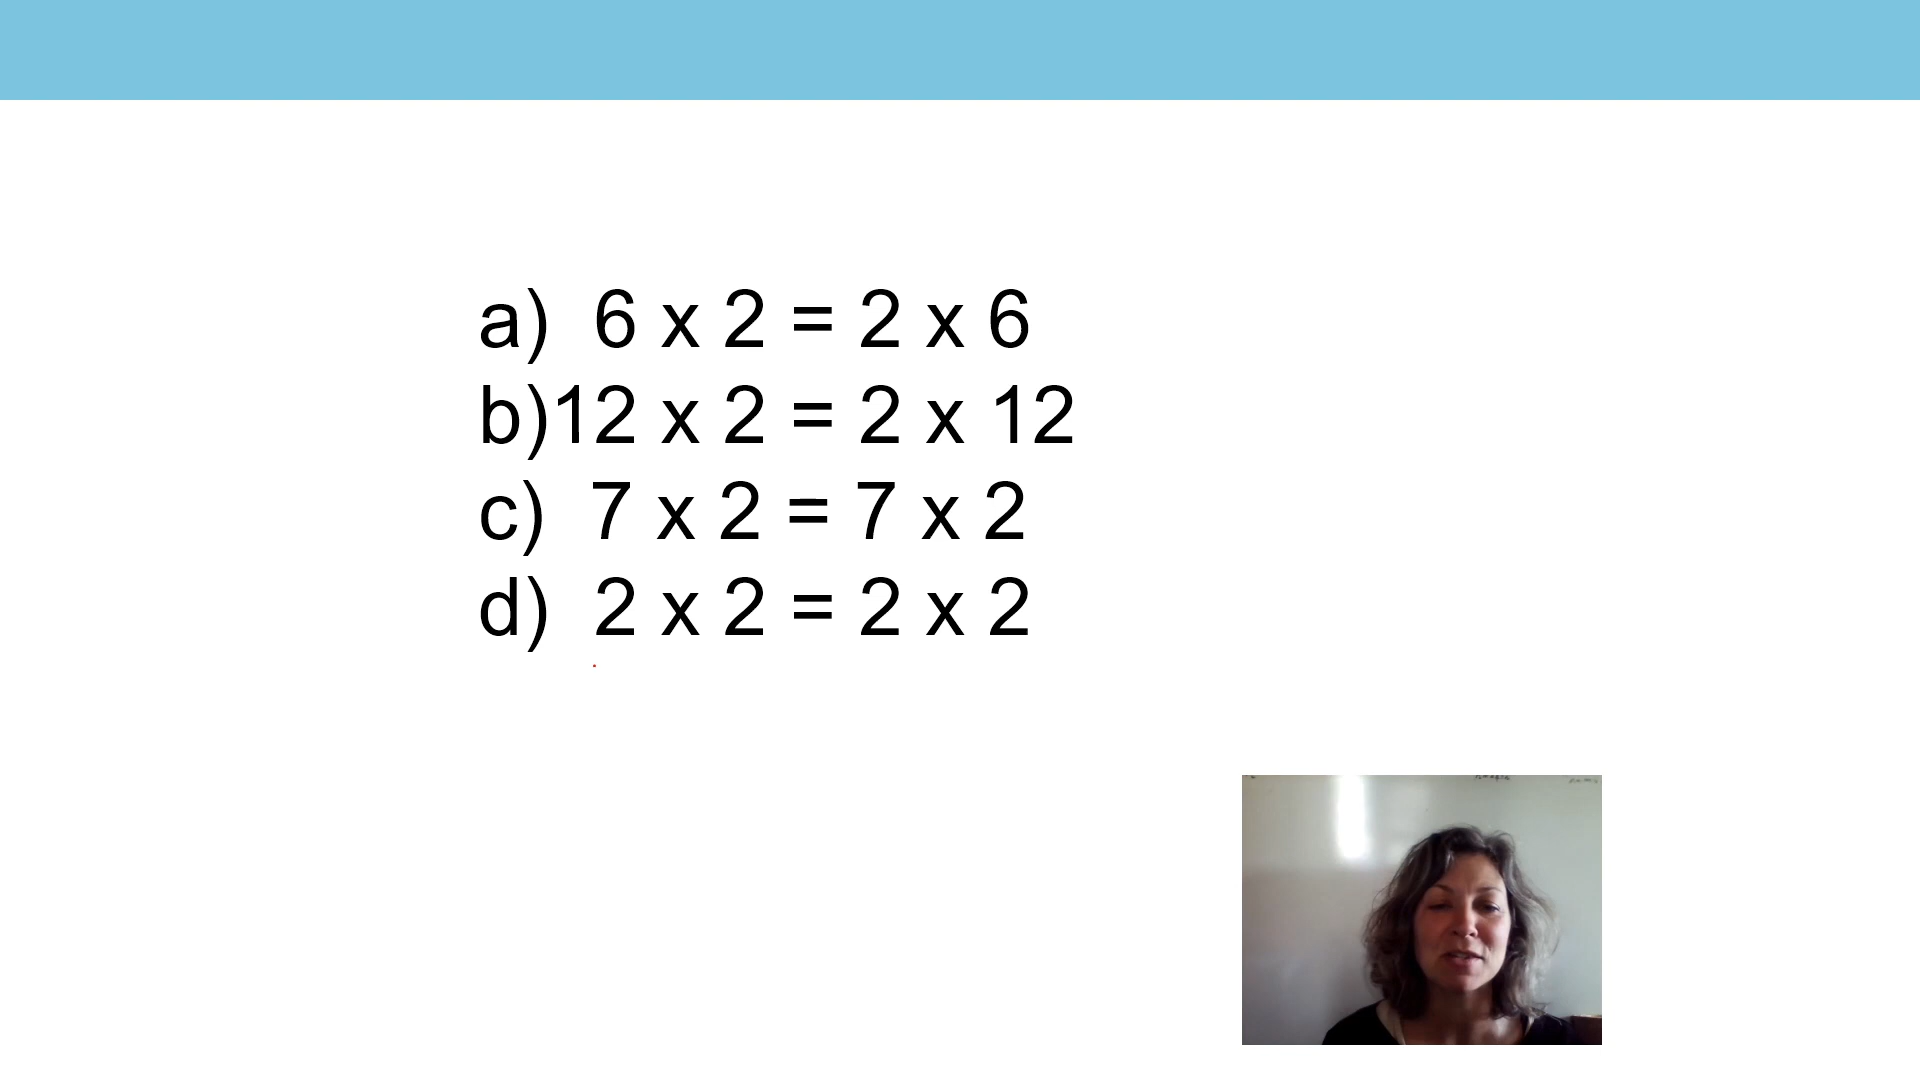 a) 6 x 2 = 2 x 6
b)12 x 2 = 2 x 12
c) 7 x 2 = 7 x 2
d) 2 x 2 = 2 x 2